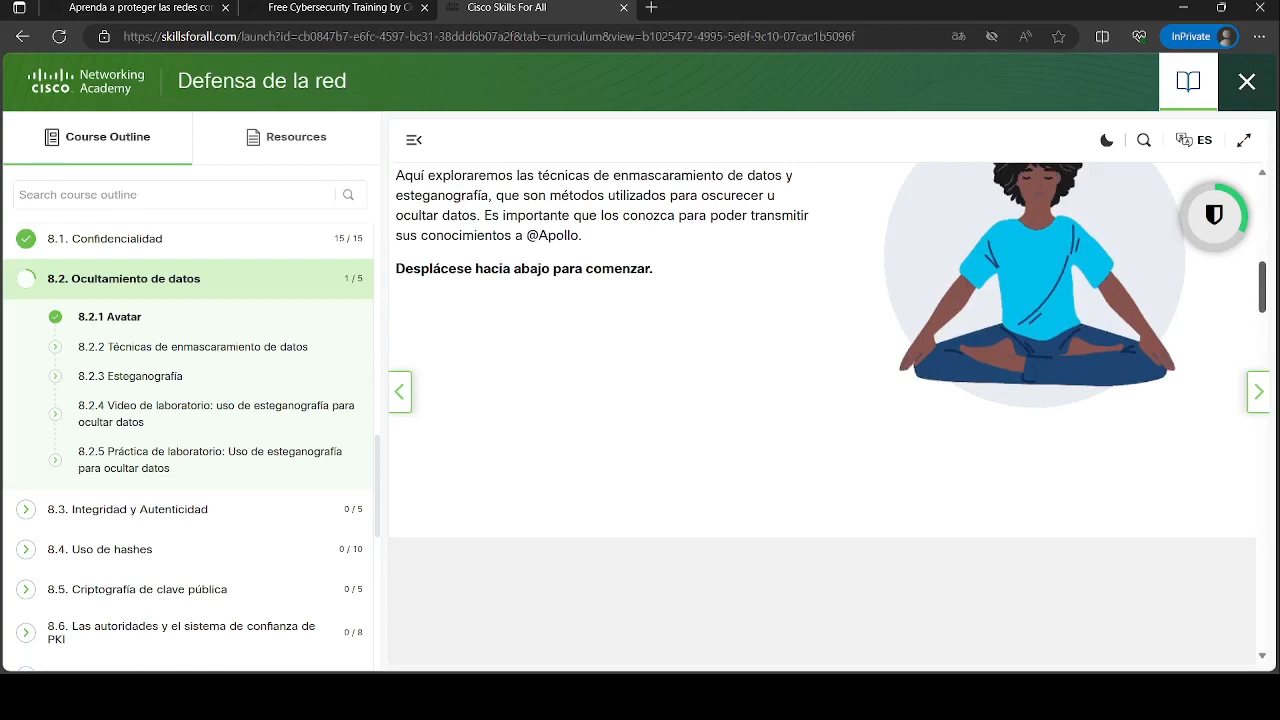 Aprenda a proteger las redes cor
Free Cybersecurity Training by Ci
Cisco Skills For All
https://skillsforall.com/launch?id=cb0847b7-e6fc-4597-bc31-38ddd6b07a2f&tab=curriculum&view=b1025472-4995-5e8f-9c10-07cac1b5096f
InPrivate
CISCO Networking Academy
Defensa de la red
Course Outline
Resources
ES
Search course outline
8.1. Confidencialidad 15 / 15
8.2. Ocultamiento de datos 1 / 5
8.2.1 Avatar
8.2.2 Técnicas de enmascaramiento de datos
8.2.3 Esteganografía
8.2.4 Video de laboratorio: uso de esteganografía para
ocultar datos
8.2.5 Práctica de laboratorio: Uso de esteganografía
para ocultar datos
8.3. Integridad y Autenticidad 0 / 5
8.4. Uso de hashes 0 / 10
8.5. Criptografía de clave pública 0 / 5
8.6. Las autoridades y el sistema de confianza de
PKI 0 / 8
Aquí exploraremos las técnicas de enmascaramiento de datos y
esteganografía, que son métodos utilizados para oscurecer u
ocultar datos. Es importante que los conozca para poder transmitir
sus conocimientos a @Apollo.
Desplácese hacia abajo para comenzar.